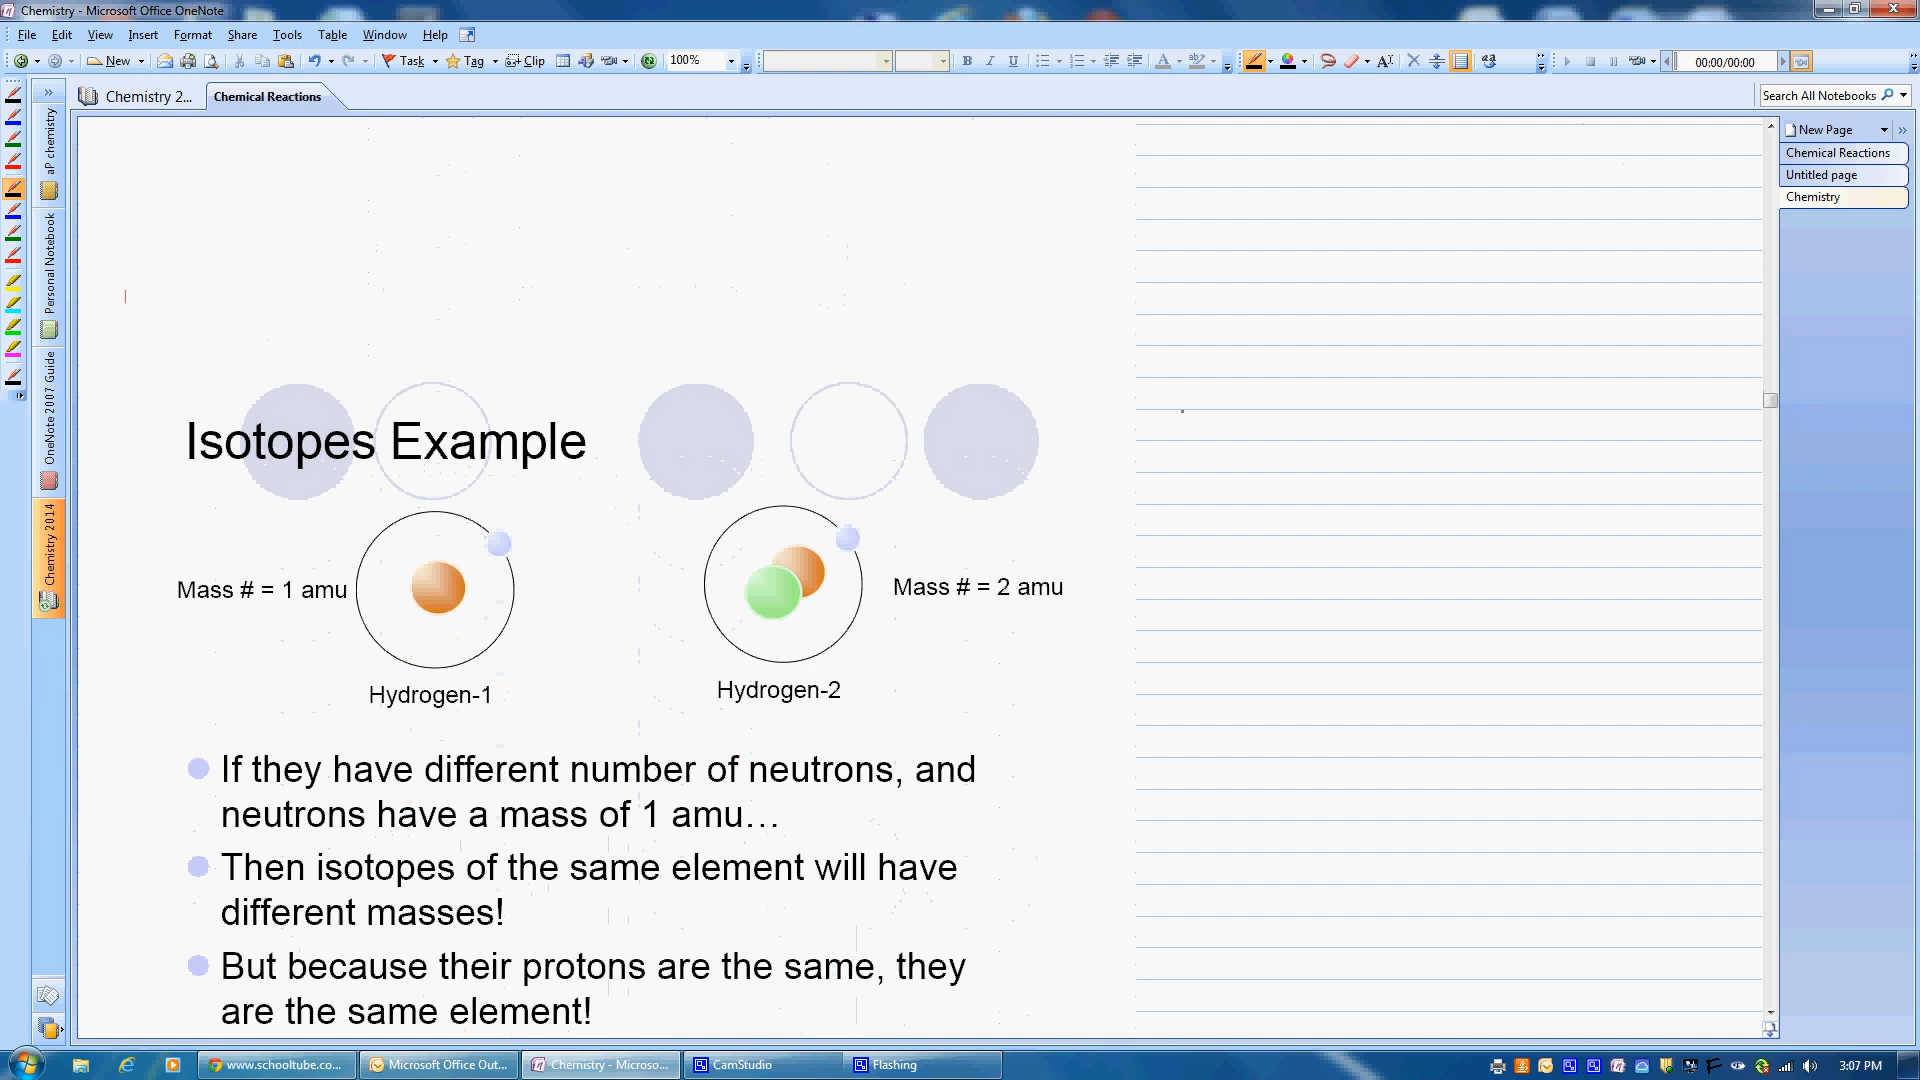 Chemistry - Microsoft Office OneNote
File Edit View Insert Format Share Tools Table Window Help
New Task Tag Clip 100% 00:00/00:00
Chemistry 2... Chemical Reactions Search All Notebooks
aP chemistry
Personal Notebook
OneNote 2007 Guide
Chemistry 2014
New Page
Chemical Reactions
Untitled page
Chemistry
Isotopes Example
Mass # = 1 amu
Mass # = 2 amu
Hydrogen-1
Hydrogen-2
If they have different number of neutrons, and
neutrons have a mass of 1 amu…
Then isotopes of the same element will have
different masses!
But because their protons are the same, they
are the same element!
www.schooltube.co... Microsoft Office Out... Chemistry - Microso... CamStudio Flashing 3:07 PM